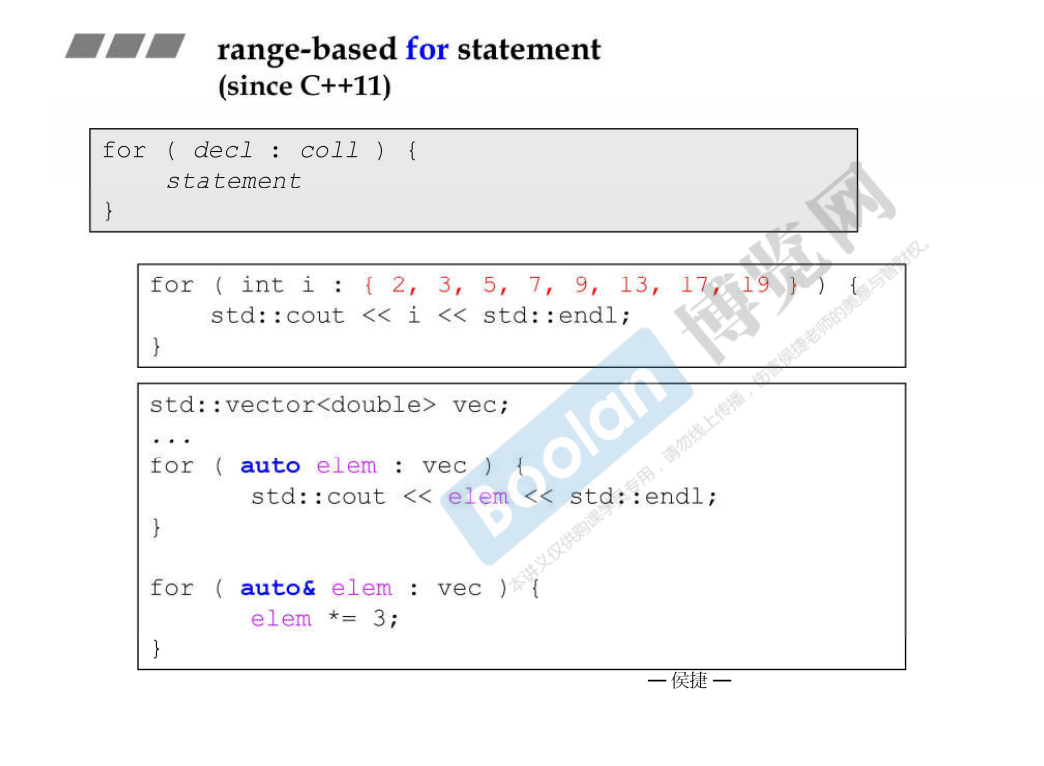 range-based for statement
(since C++11)
for ( decl : coll ) {
statement
}
for ( int i : { 2, 3, 5, 7, 9, 13, 17, 19 } ) {
std::cout << i << std::endl;
}
std::vector<double> vec;
...
for ( auto elem : vec ) {
std::cout << elem << std::endl;
}
for ( auto& elem : vec ) {
elem *= 3;
}
— 侯捷 —
Boolan 博览网
本讲义仅供购课学员专用，请勿线上传播，伤害侯捷老师的美意与智财权。